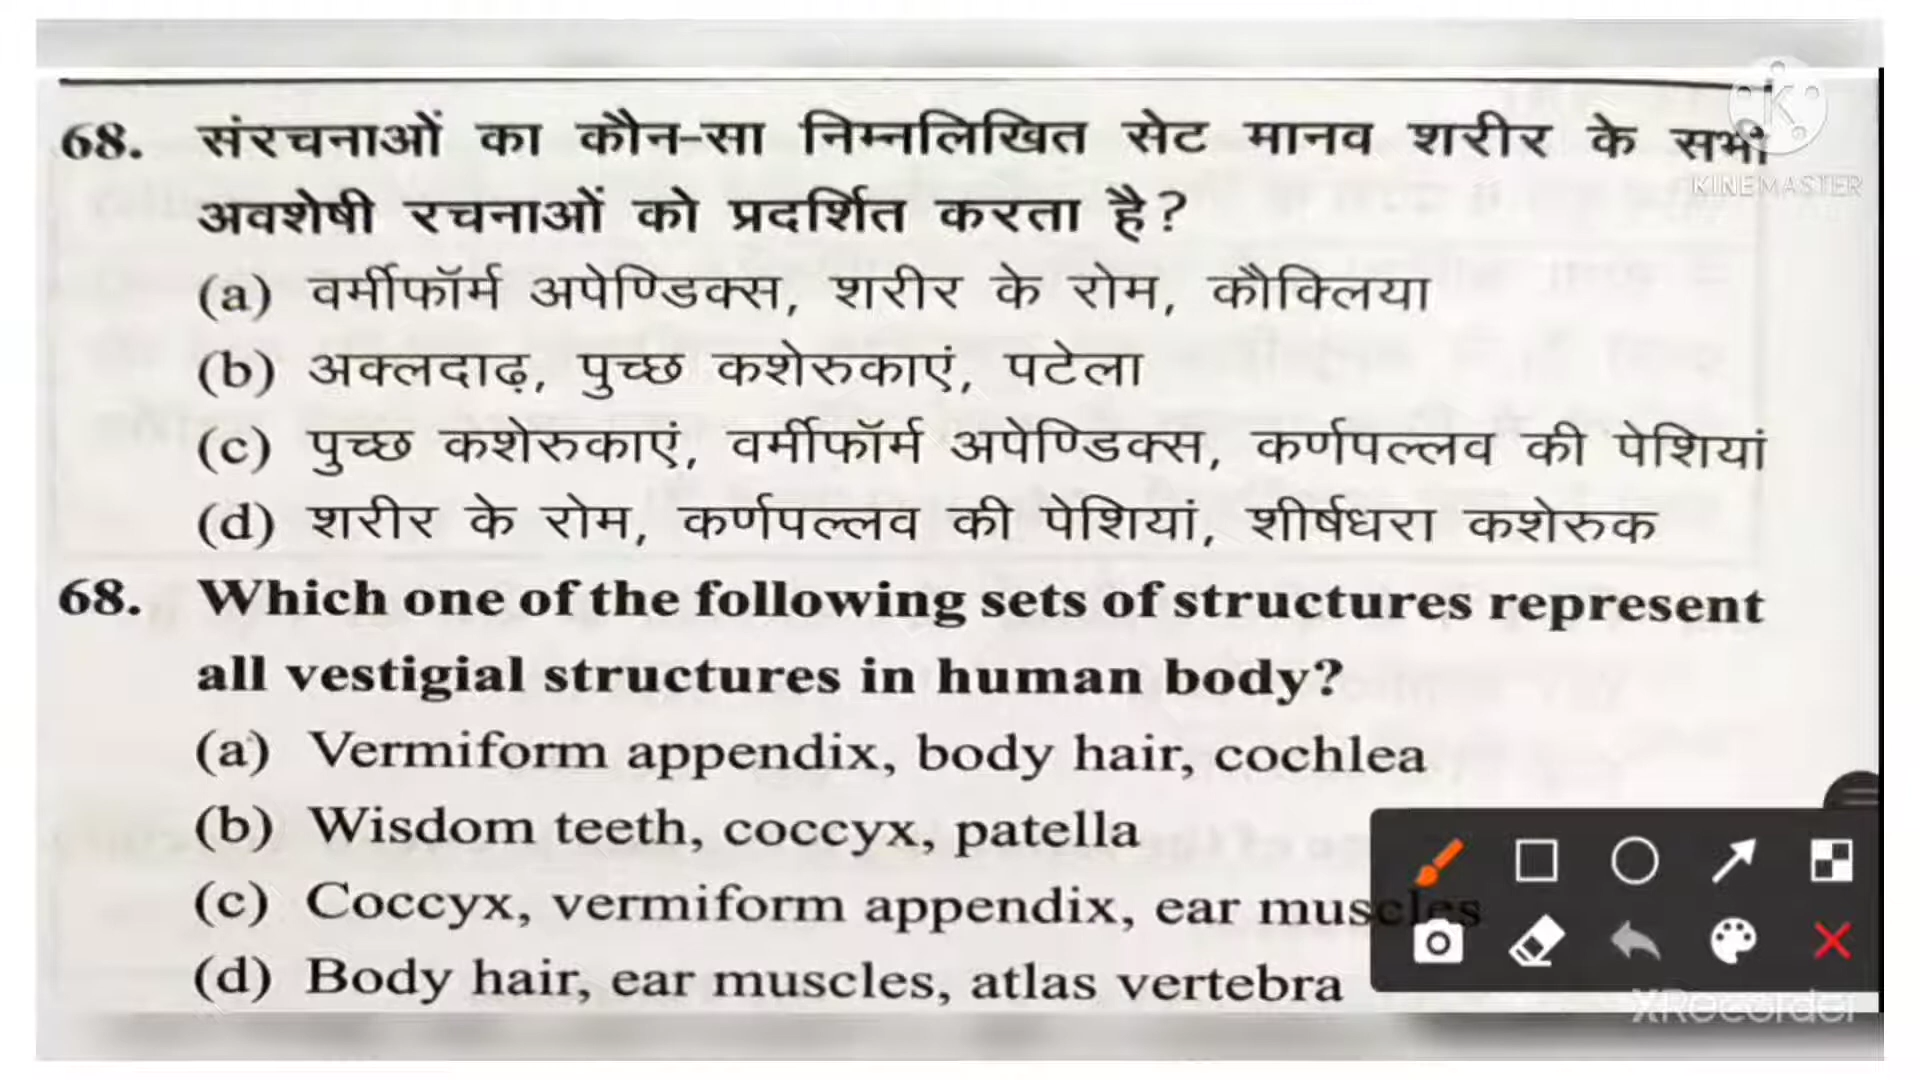 68. संरचनाओं का कौन-सा निम्नलिखित सेट मानव शरीर के सभी
KINEMASTER
अवशेषी रचनाओं को प्रदर्शित करता है?
(a) वर्मीफॉर्म अपेण्डिक्स, शरीर के रोम, कौक्लिया
(b) अक्लदाढ़, पुच्छ कशेरुकाएं, पटेला
(c) पुच्छ कशेरुकाएं, वर्मीफॉर्म अपेण्डिक्स, कर्णपल्लव की पेशियां
(d) शरीर के रोम, कर्णपल्लव की पेशियां, शीर्षधरा कशेरुक
68. Which one of the following sets of structures represent
all vestigial structures in human body?
(a) Vermiform appendix, body hair, cochlea
(b) Wisdom teeth, coccyx, patella
(c) Coccyx, vermiform appendix, ear muscles
(d) Body hair, ear muscles, atlas vertebra
XRecorder